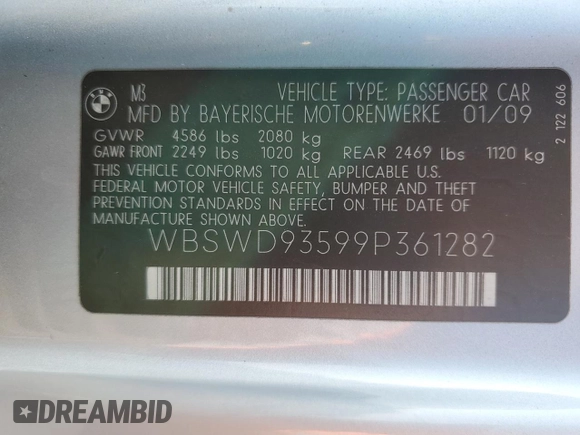 BMW
M3 VEHICLE TYPE: PASSENGER CAR
MFD BY BAYERISCHE MOTORENWERKE 01/09
GVWR 4586 lbs 2080 kg
GAWR FRONT 2249 lbs 1020 kg REAR 2469 lbs 1120 kg
THIS VEHICLE CONFORMS TO ALL APPLICABLE U.S.
FEDERAL MOTOR VEHICLE SAFETY, BUMPER AND THEFT
PREVENTION STANDARDS IN EFFECT ON THE DATE
OF MANUFACTURE SHOWN ABOVE.
WBSWD93599P361282
2 122 606
DREAMBID